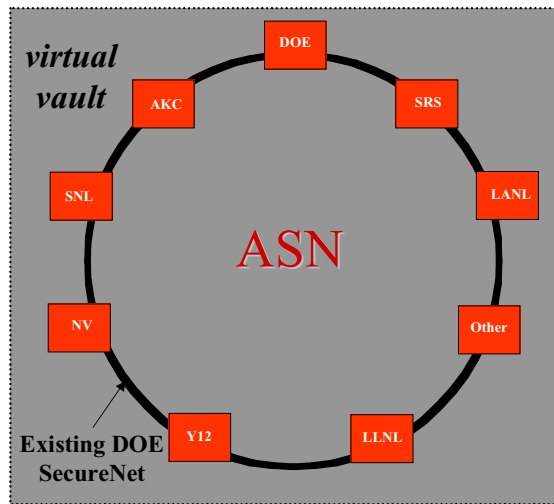 virtual
vault
DOE
AKC
SRS
SNL
LANL
ASN
NV
Other
Y12
LLNL
Existing DOE
SecureNet